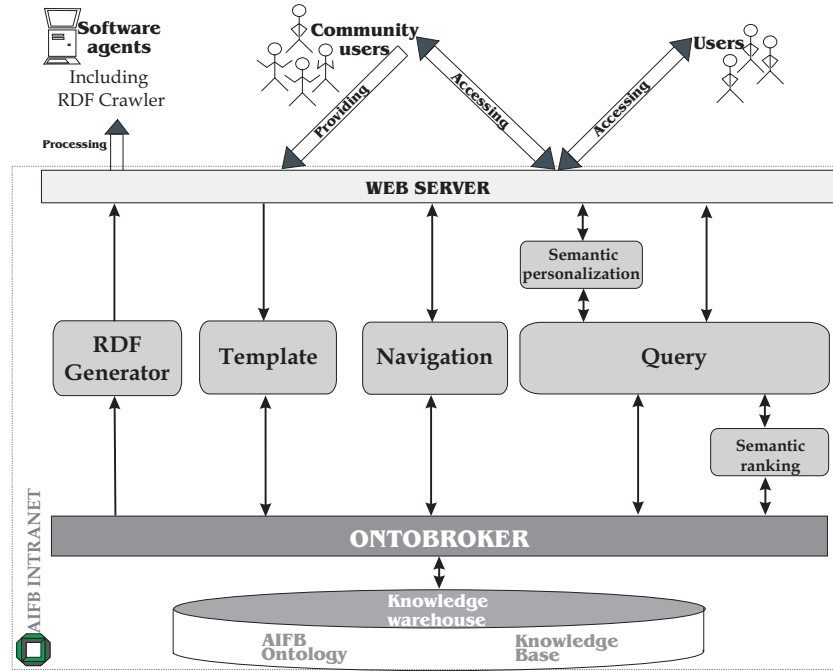 Software
agents
Including
RDF Crawler
Community
users
Users
Processing
Providing
Accessing
Accessing
WEB SERVER
Semantic
personalization
RDF
Generator
Template
Navigation
Query
Semantic
ranking
AIFB INTRANET
ONTOBROKER
Knowledge
warehouse
AIFB
Ontology
Knowledge
Base